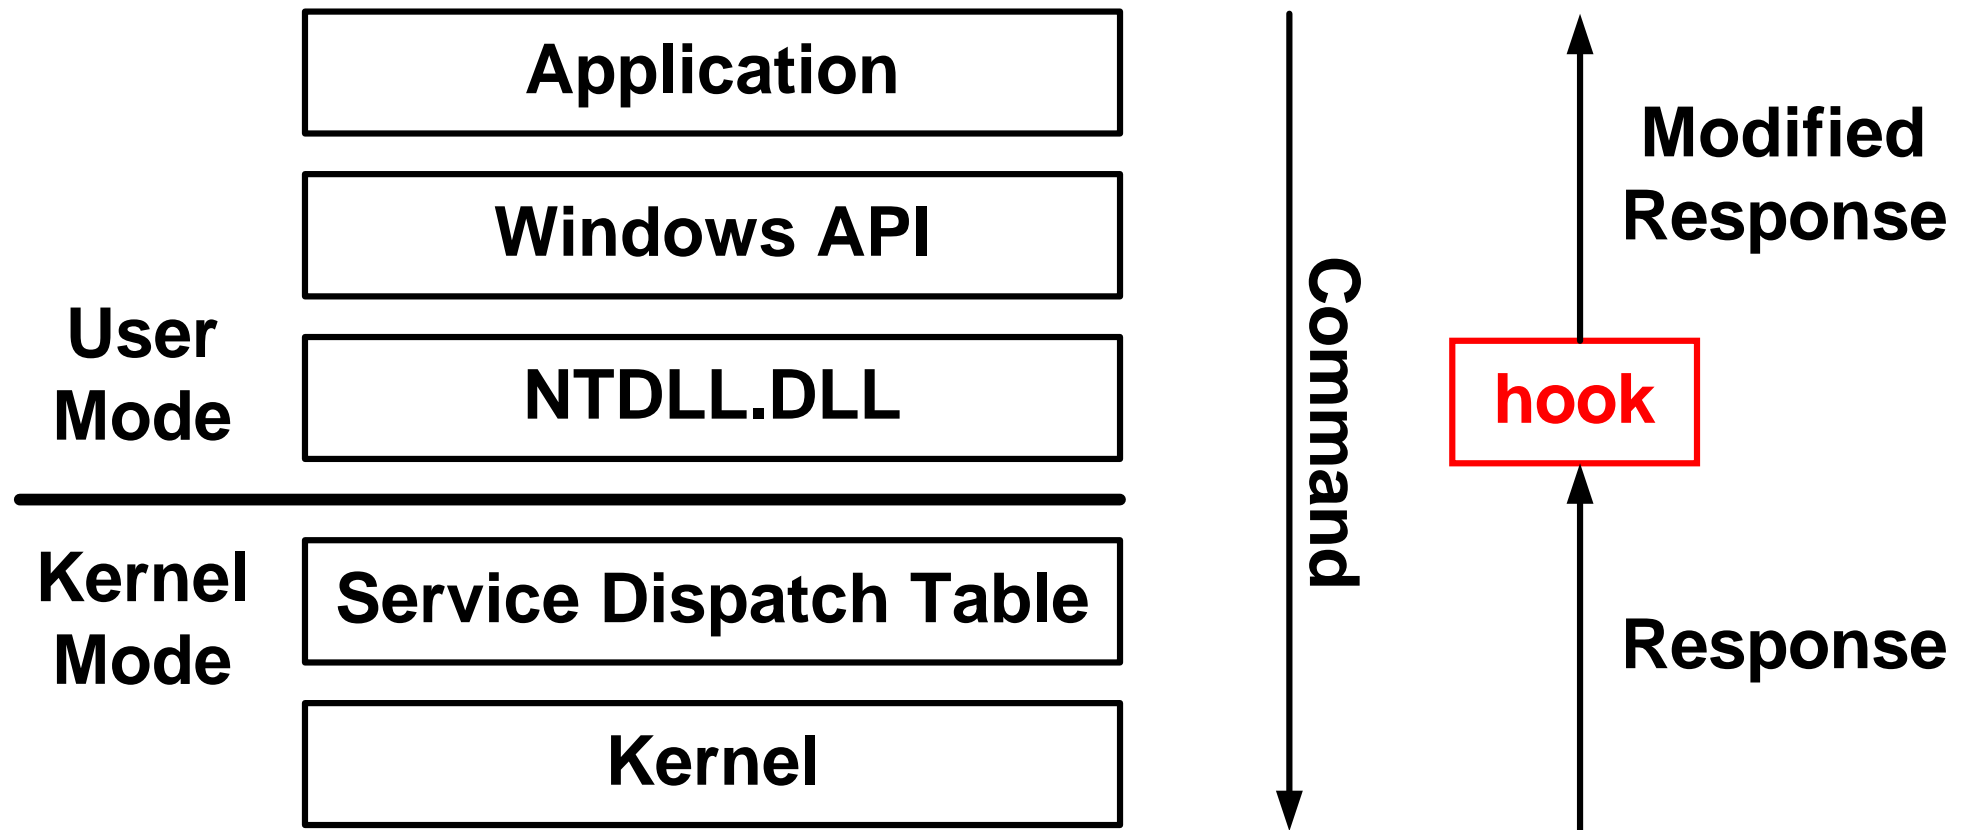 Application
Windows API
NTDLL.DLL
User
Mode
Kernel
Mode
Service Dispatch Table
Kernel
Command
Modified
Response
hook
Response